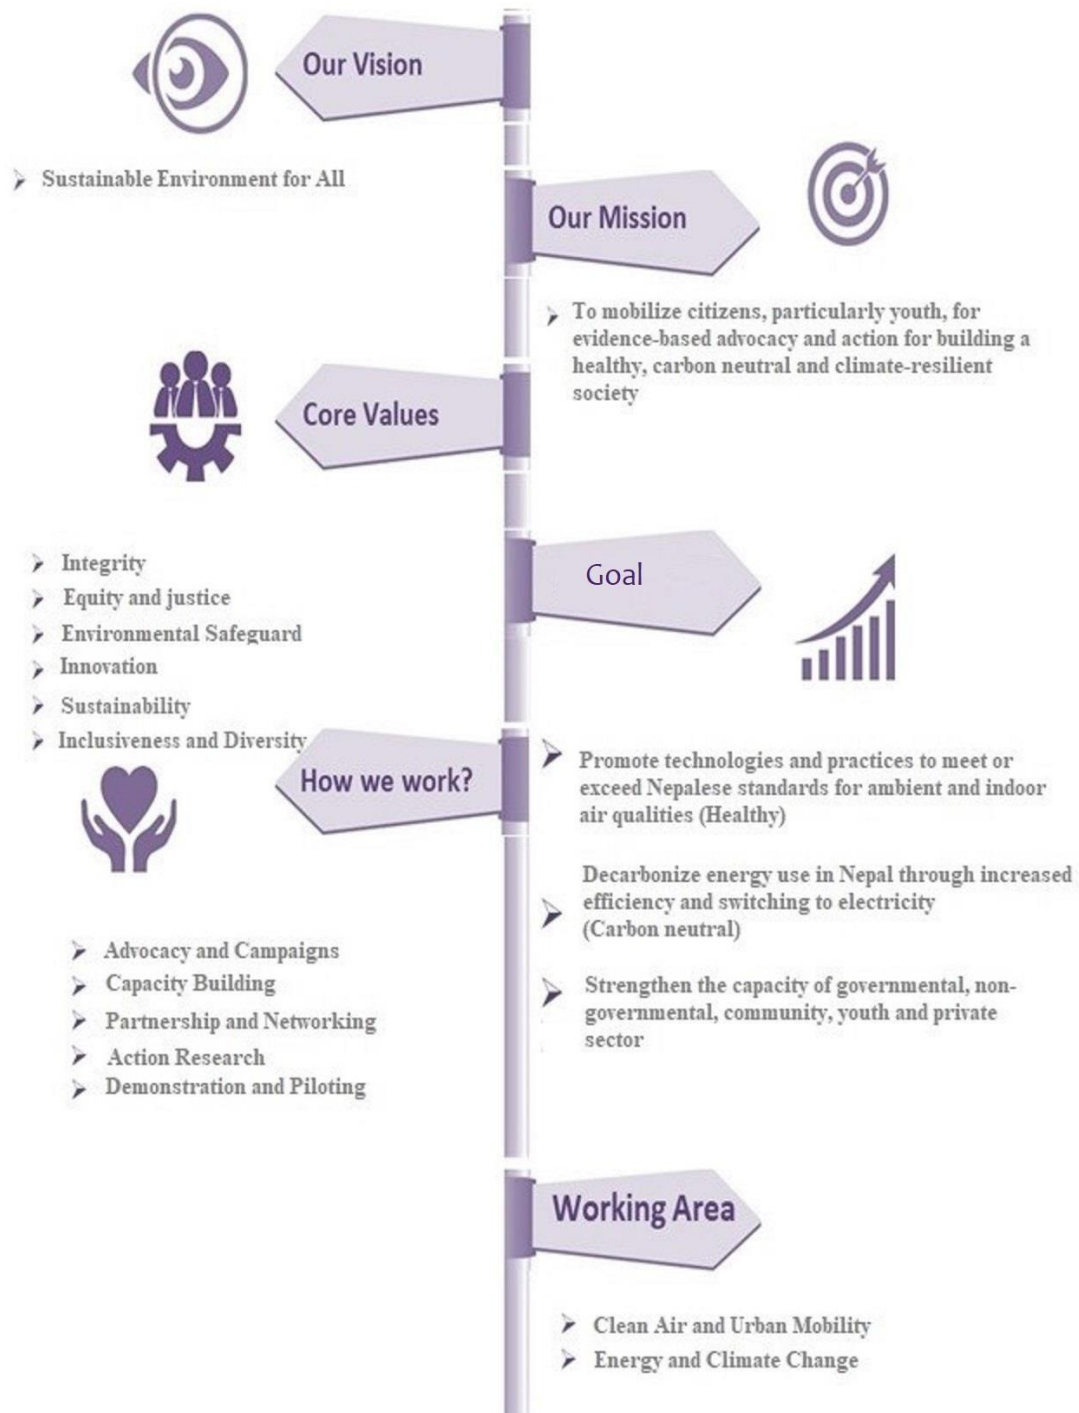 Our Vision
Sustainable Environment for All
Our Mission
To mobilize citizens, particularly youth, for
evidence-based advocacy and action for building a
healthy, carbon neutral and climate-resilient
society
Core Values
Integrity
Equity and justice
Environmental Safeguard
Innovation
Sustainability
Inclusiveness and Diversity
Goal
Promote technologies and practices to meet or
exceed Nepalese standards for ambient and indoor
air qualities (Healthy)
Decarbonize energy use in Nepal through increased
efficiency and switching to electricity
(Carbon neutral)
Strengthen the capacity of governmental, non-
governmental, community, youth and private
sector
How we work?
Advocacy and Campaigns
Capacity Building
Partnership and Networking
Action Research
Demonstration and Piloting
Working Area
Clean Air and Urban Mobility
Energy and Climate Change